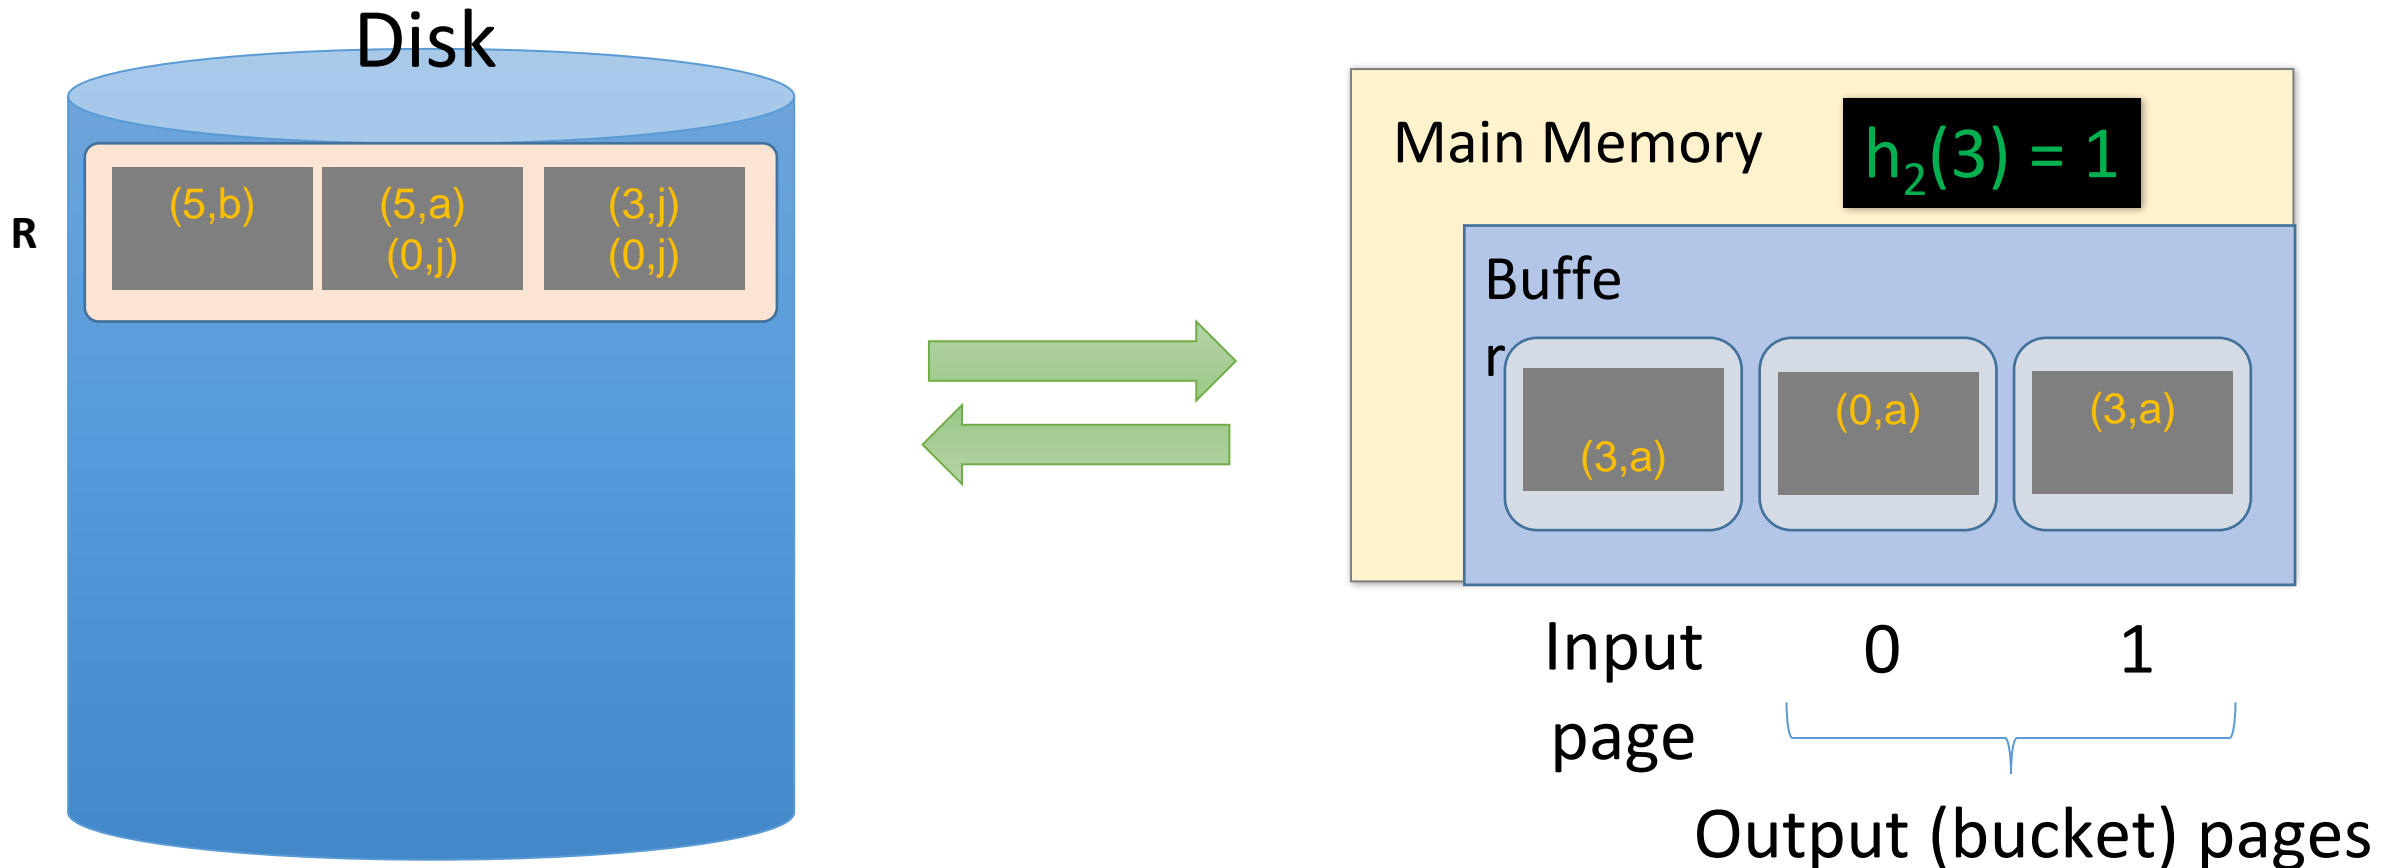 Disk
R
(5,b)
(5,a)
(0,j)
(3,j)
(0,j)
Main Memory
h₂(3) = 1
Buffe
r
(3,a)
(0,a)
(3,a)
Input
page
0
1
Output (bucket) pages